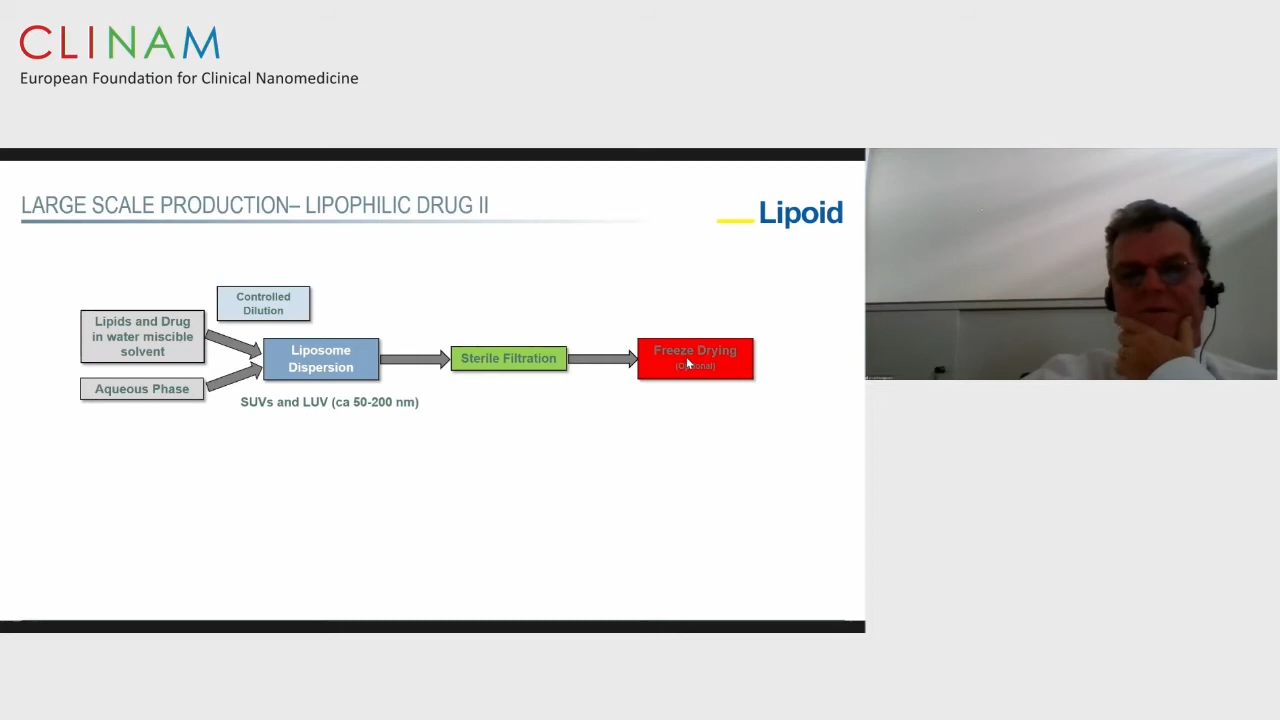 CLINAM
European Foundation for Clinical Nanomedicine
LARGE SCALE PRODUCTION– LIPOPHILIC DRUG II
Lipoid
Controlled
Dilution
Lipids and Drug
in water miscible
solvent
Aqueous Phase
Liposome
Dispersion
SUVs and LUV (ca 50-200 nm)
Sterile Filtration
Freeze Drying
(Optional)